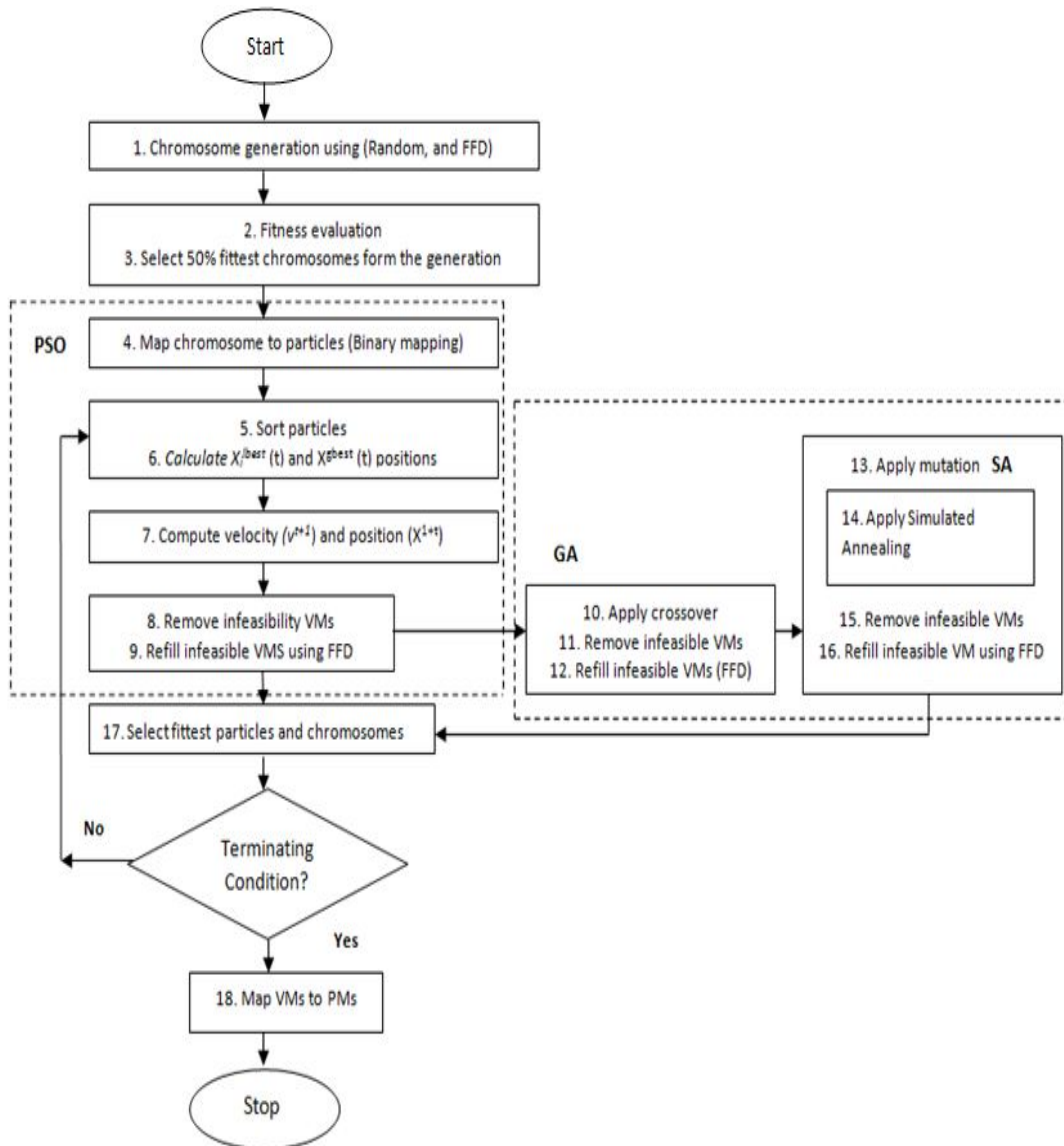 Start
1. Chromosome generation using (Random, and FFD)
2. Fitness evaluation
3. Select 50% fittest chromosomes form the generation
PSO
4. Map chromosome to particles (Binary mapping)
5. Sort particles
6. Calculate Xᵢˡᵇᵉˢᵗ (t) and Xᵍᵇᵉˢᵗ (t) positions
7. Compute velocity (vᵗ⁺¹) and position (X¹⁺ᵗ)
8. Remove infeasibility VMs
9. Refill infeasible VMS using FFD
GA
10. Apply crossover
11. Remove infeasible VMs
12. Refill infeasible VMs (FFD)
13. Apply mutation SA
14. Apply Simulated
Annealing
15. Remove infeasible VMs
16. Refill infeasible VM using FFD
17. Select fittest particles and chromosomes
No
Terminating
Condition?
Yes
18. Map VMs to PMs
Stop